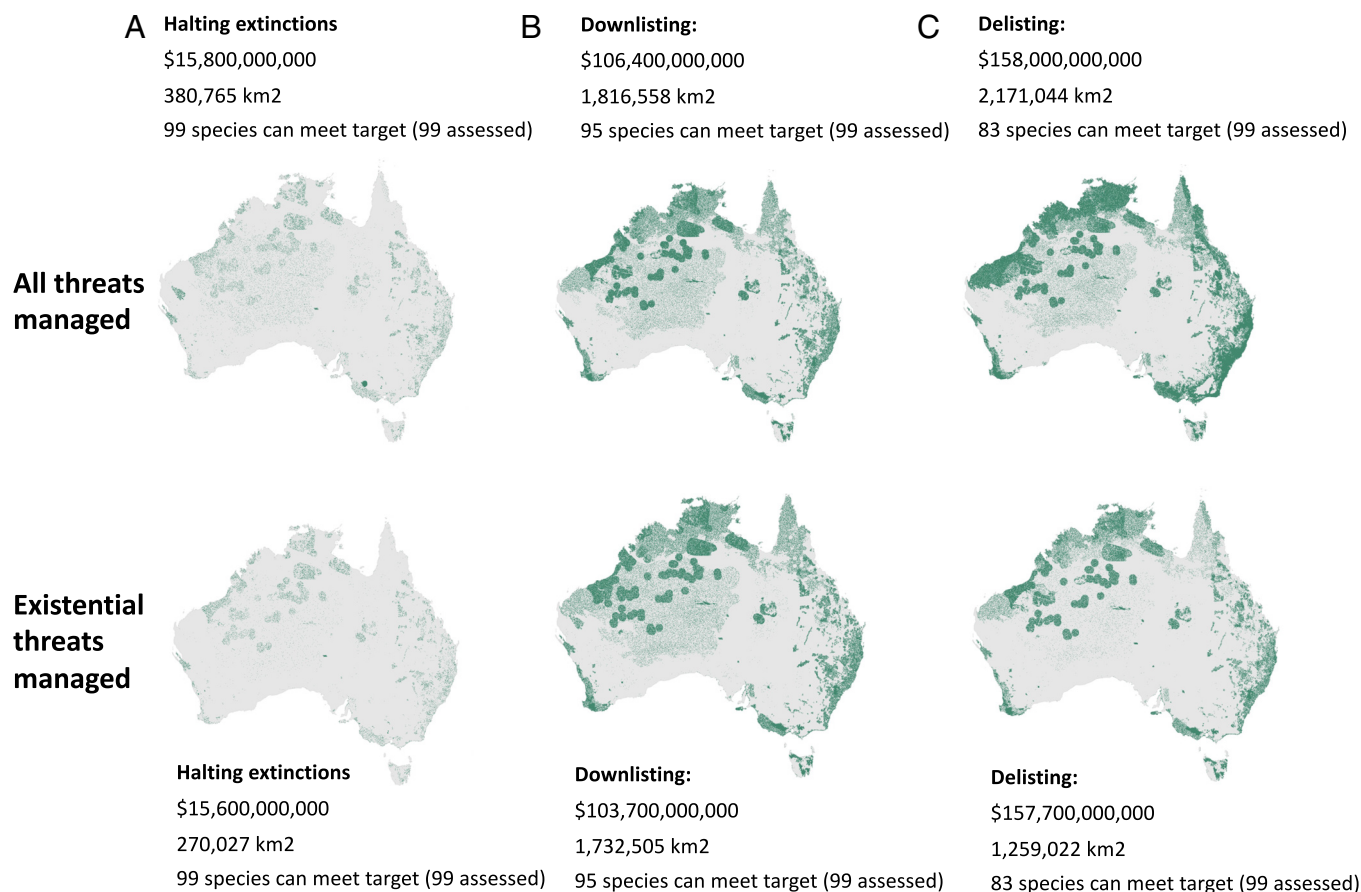 A Halting extinctions
$15,800,000,000
380,765 km2
99 species can meet target (99 assessed)
B Downlisting:
$106,400,000,000
1,816,558 km2
95 species can meet target (99 assessed)
C Delisting:
$158,000,000,000
2,171,044 km2
83 species can meet target (99 assessed)
All threats
managed
Existential
threats
managed
Halting extinctions
$15,600,000,000
270,027 km2
99 species can meet target (99 assessed)
Downlisting:
$103,700,000,000
1,732,505 km2
95 species can meet target (99 assessed)
Delisting:
$157,700,000,000
1,259,022 km2
83 species can meet target (99 assessed)